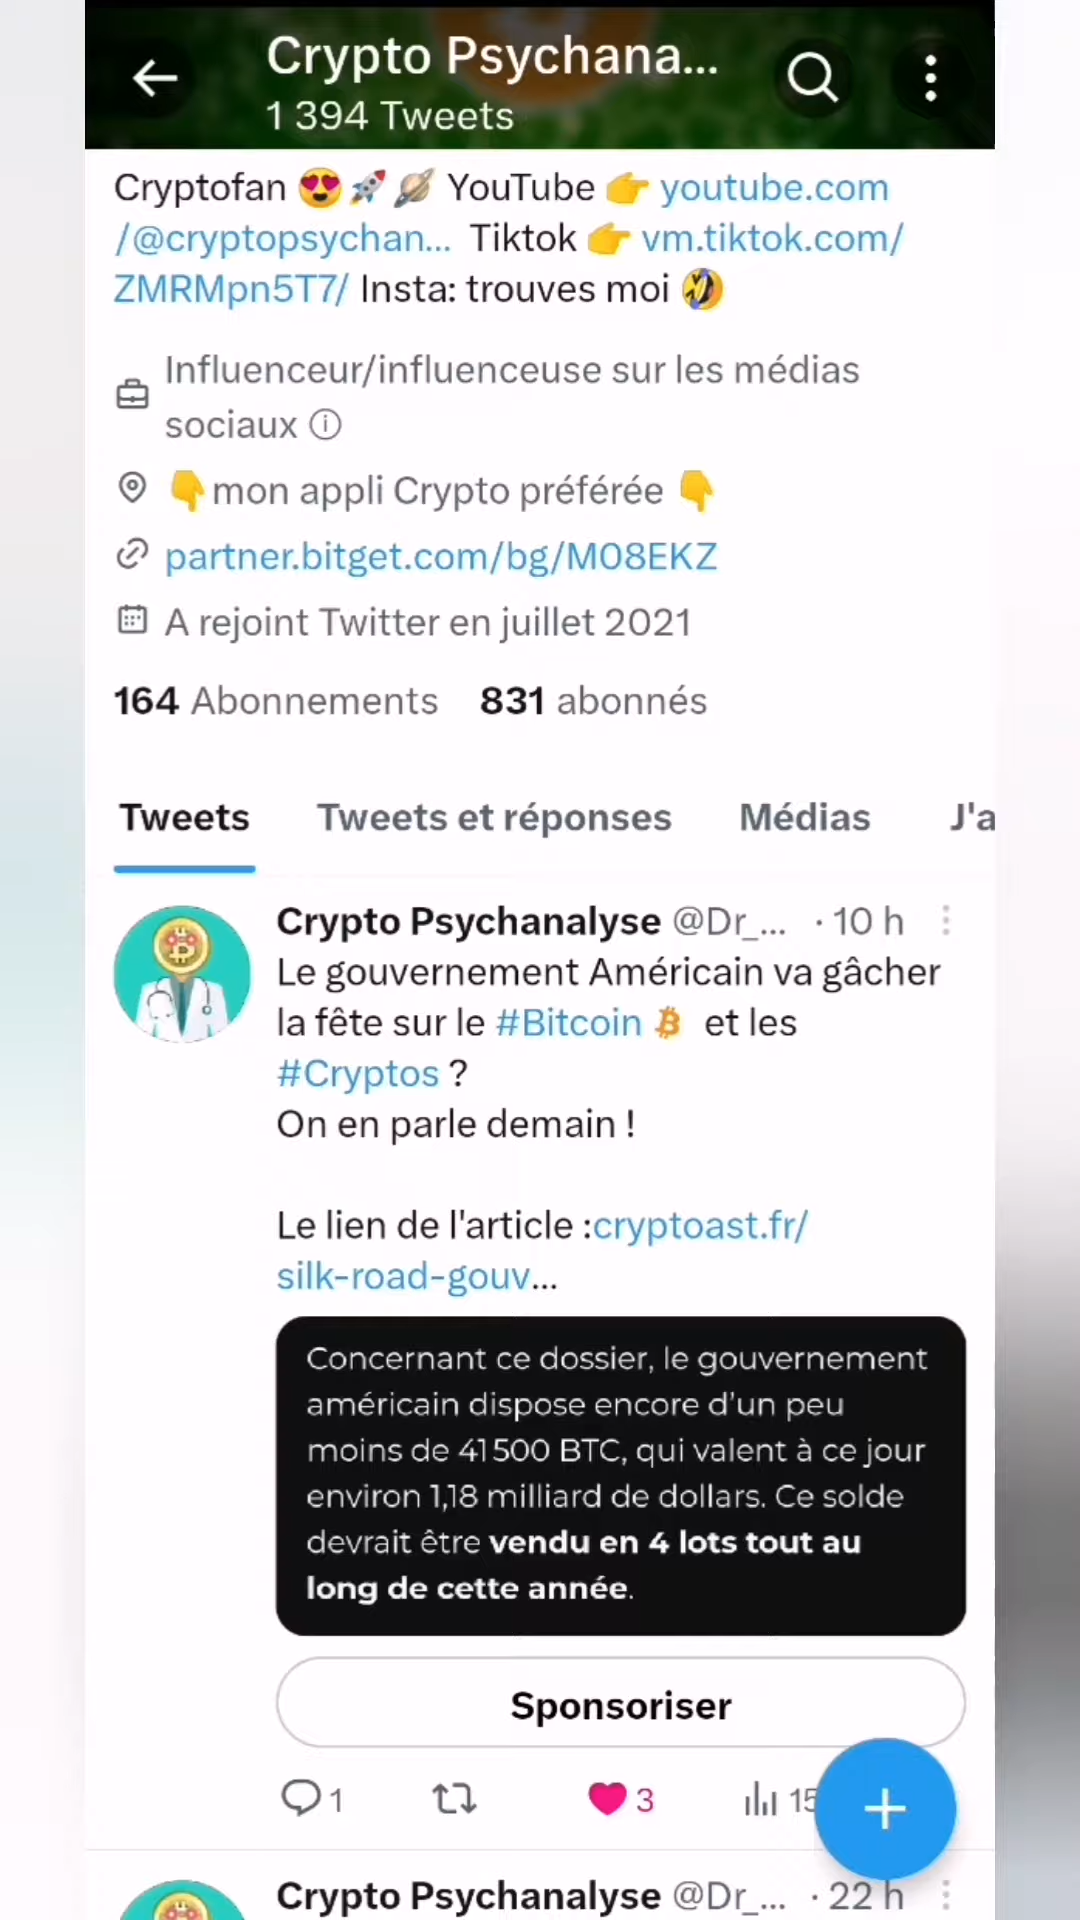 Crypto Psychana...
1 394 Tweets
Cryptofan 😍🚀🪐 YouTube 👉 youtube.com
/@cryptopsychan... Tiktok 👉 vm.tiktok.com/
ZMRMpn5T7/ Insta: trouves moi 🤣
Influenceur/influenceuse sur les médias
sociaux
👇mon appli Crypto préférée 👇
partner.bitget.com/bg/M08EKZ
A rejoint Twitter en juillet 2021
164 Abonnements 831 abonnés
Tweets Tweets et réponses Médias J'a
Crypto Psychanalyse @Dr_... · 10 h
Le gouvernement Américain va gâcher
la fête sur le #Bitcoin et les
#Cryptos ?
On en parle demain !
Le lien de l'article :cryptoast.fr/
silk-road-gouv...
Concernant ce dossier, le gouvernement
américain dispose encore d'un peu
moins de 41 500 BTC, qui valent à ce jour
environ 1,18 milliard de dollars. Ce solde
devrait être vendu en 4 lots tout au
long de cette année.
Sponsoriser
1 3
Crypto Psychanalyse @Dr_... · 22 h